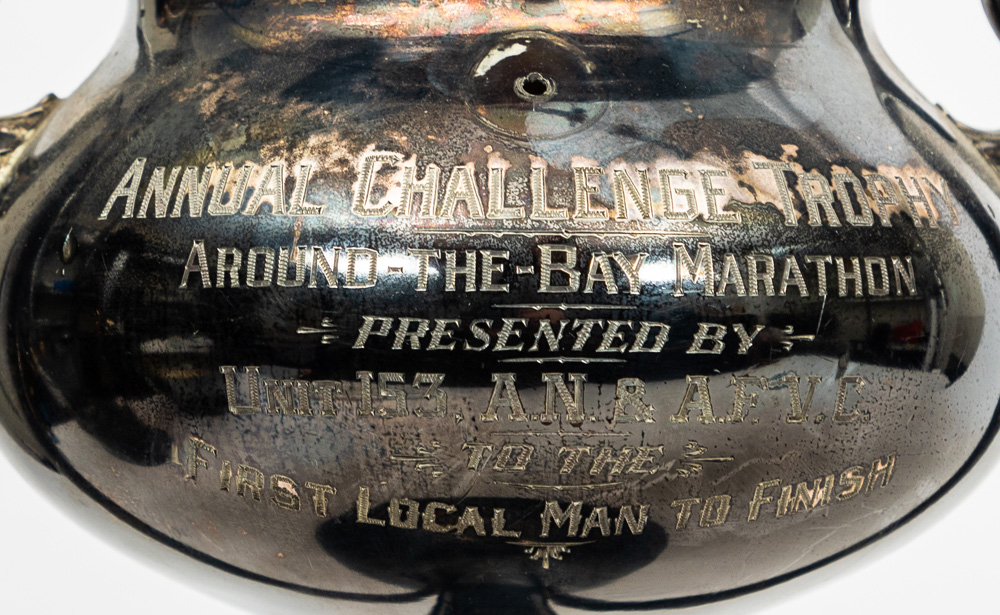 ANNUAL CHALLENGE TROPHY
AROUND-THE-BAY MARATHON
PRESENTED BY
UNIT 153, A.N. & A.F.V.C.
TO THE
FIRST LOCAL MAN TO FINISH